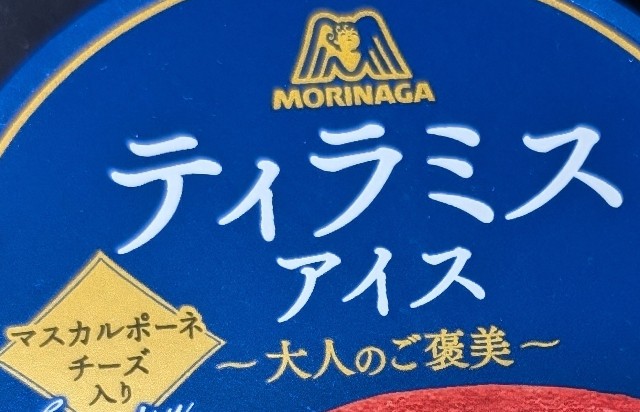 MORINAGA
ティラミス
アイス
～大人のご褒美～
マスカルポーネ
チーズ
入り